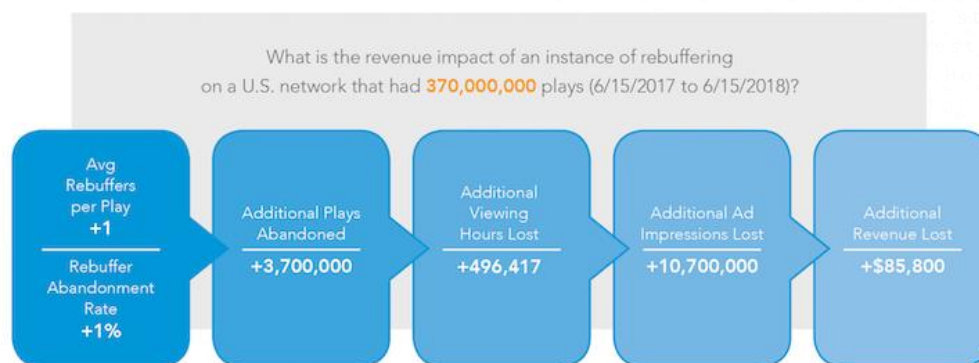 What is the revenue impact of an instance of rebuffering
on a U.S. network that had 370,000,000 plays (6/15/2017 to 6/15/2018)?
Avg
Rebuffers
per Play
+1
Rebuffer
Abandonment
Rate
+1%
Additional Plays
Abandoned
+3,700,000
Additional
Viewing
Hours Lost
+496,417
Additional Ad
Impressions Lost
+10,700,000
Additional
Revenue Lost
+$85,800